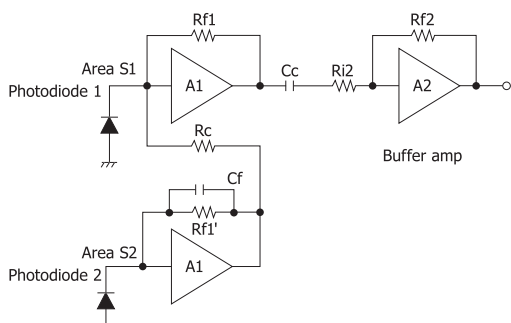 Rf1
Rf2
Area S1
Cc
Ri2
Photodiode 1
A1
A2
Rc
Buffer amp
Cf
Rf1'
Area S2
A1
Photodiode 2